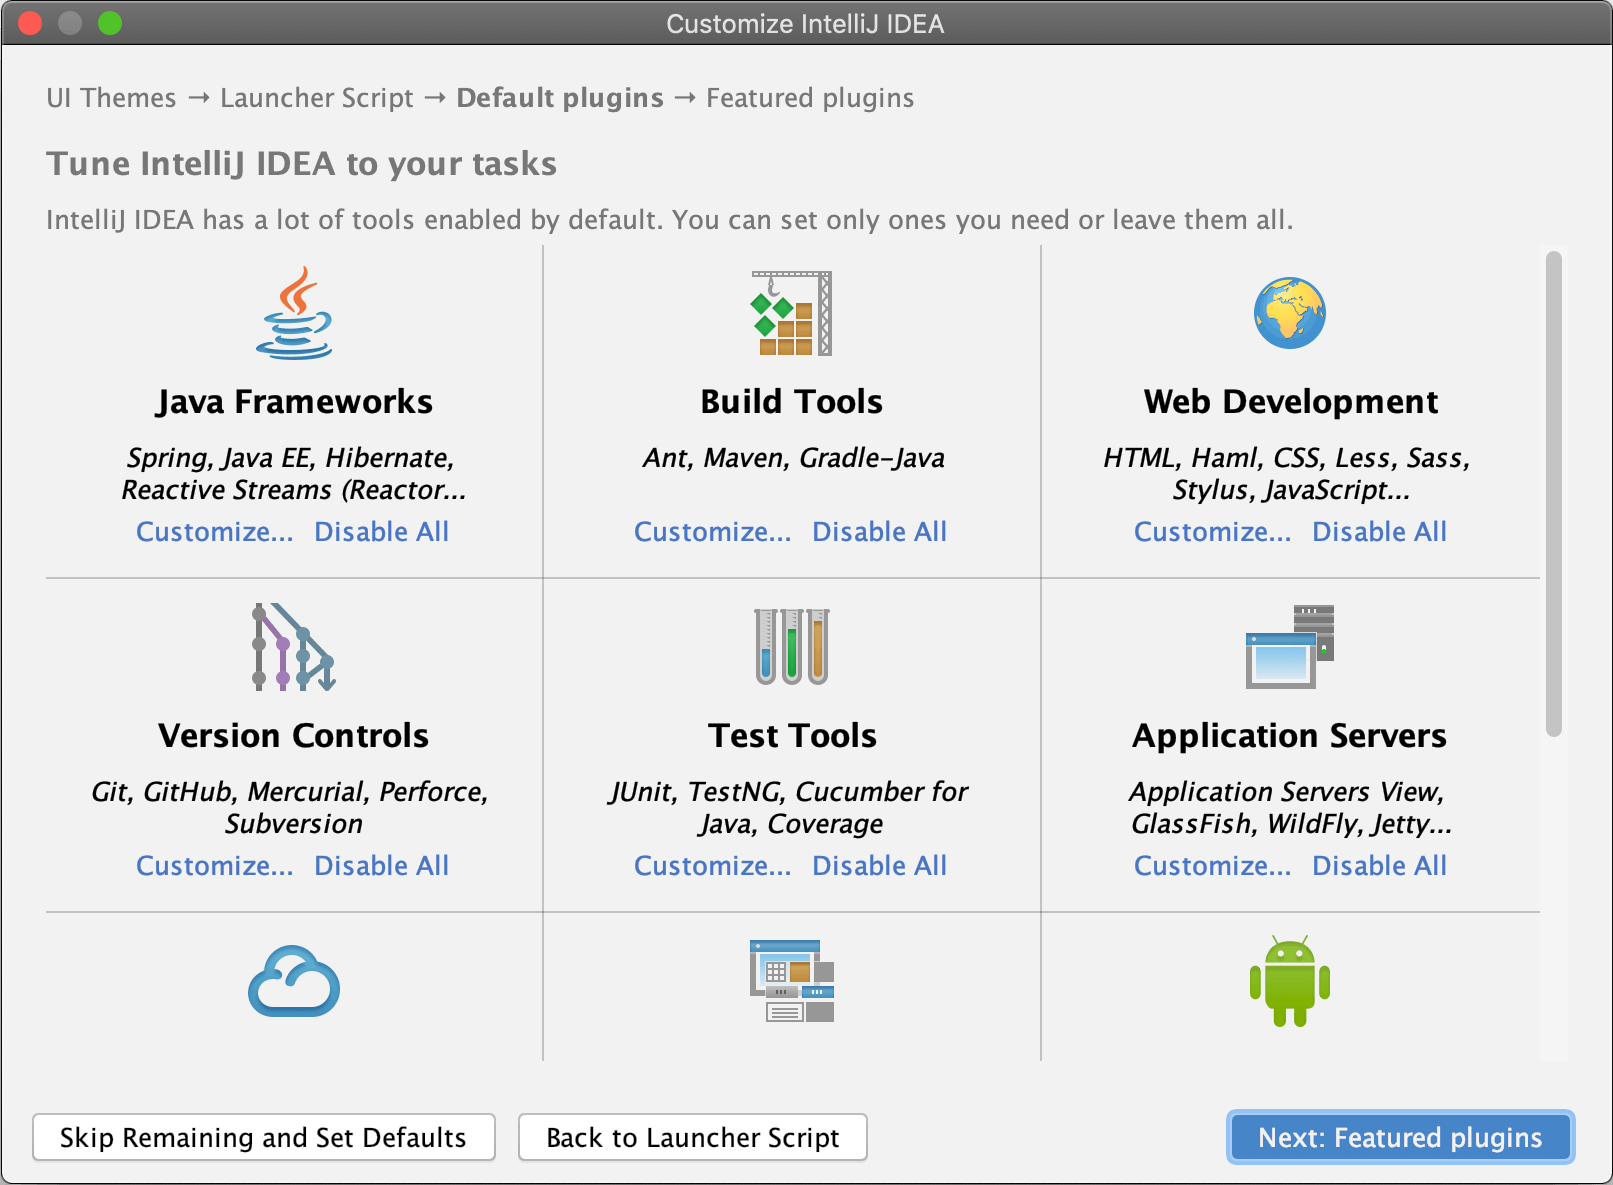 Customize IntelliJ IDEA
UI Themes → Launcher Script → Default plugins → Featured plugins
Tune IntelliJ IDEA to your tasks
IntelliJ IDEA has a lot of tools enabled by default. You can set only ones you need or leave them all.
Java Frameworks
Spring, Java EE, Hibernate,
Reactive Streams (Reactor...
Customize... Disable All
Build Tools
Ant, Maven, Gradle-Java
Customize... Disable All
Web Development
HTML, Haml, CSS, Less, Sass,
Stylus, JavaScript...
Customize... Disable All
Version Controls
Git, GitHub, Mercurial, Perforce,
Subversion
Customize... Disable All
Test Tools
JUnit, TestNG, Cucumber for
Java, Coverage
Customize... Disable All
Application Servers
Application Servers View,
GlassFish, WildFly, Jetty...
Customize... Disable All
Skip Remaining and Set Defaults
Back to Launcher Script
Next: Featured plugins